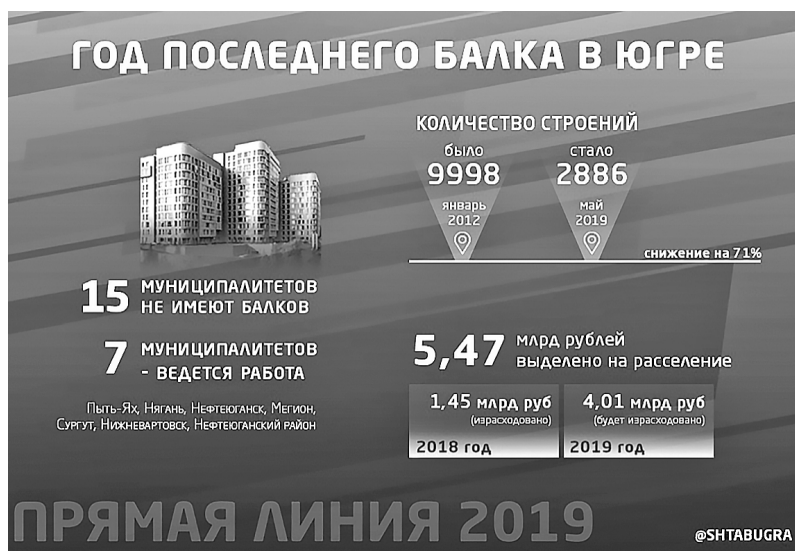 ГОД ПОСЛЕДНЕГО БАЛКА В ЮГРЕ
КОЛИЧЕСТВО СТРОЕНИЙ
было
9998
январь
2012
стало
2886
май
2019
снижение на 71%
15
МУНИЦИПАЛИТЕТОВ
НЕ ИМЕЮТ БАЛКОВ
7
МУНИЦИПАЛИТЕТОВ
- ВЕДЕТСЯ РАБОТА
Пыть-Ях, Нягань, Нефтеюганск, Мегион,
Сургут, Нижневартовск, Нефтеюганский район
5,47
млрд рублей
выделено на расселение
1,45 млрд руб
(израсходовано)
2018 год
4,01 млрд руб
(будет израсходовано)
2019 год
ПРЯМАЯ ЛИНИЯ 2019
@SHTABUGRA